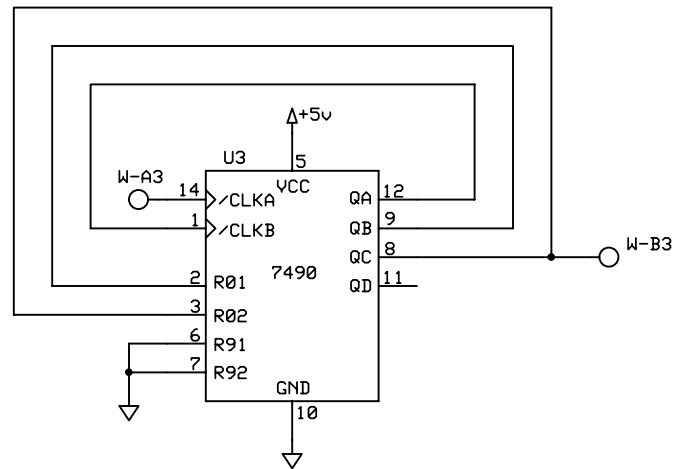 +5v
U3
5
W-A3
VCC
14
/CLKA
QA
12
1
/CLKB
QB
9
W-B3
QC
8
7490
2
R01
QD
11
3
R02
6
R91
7
R92
GND
10